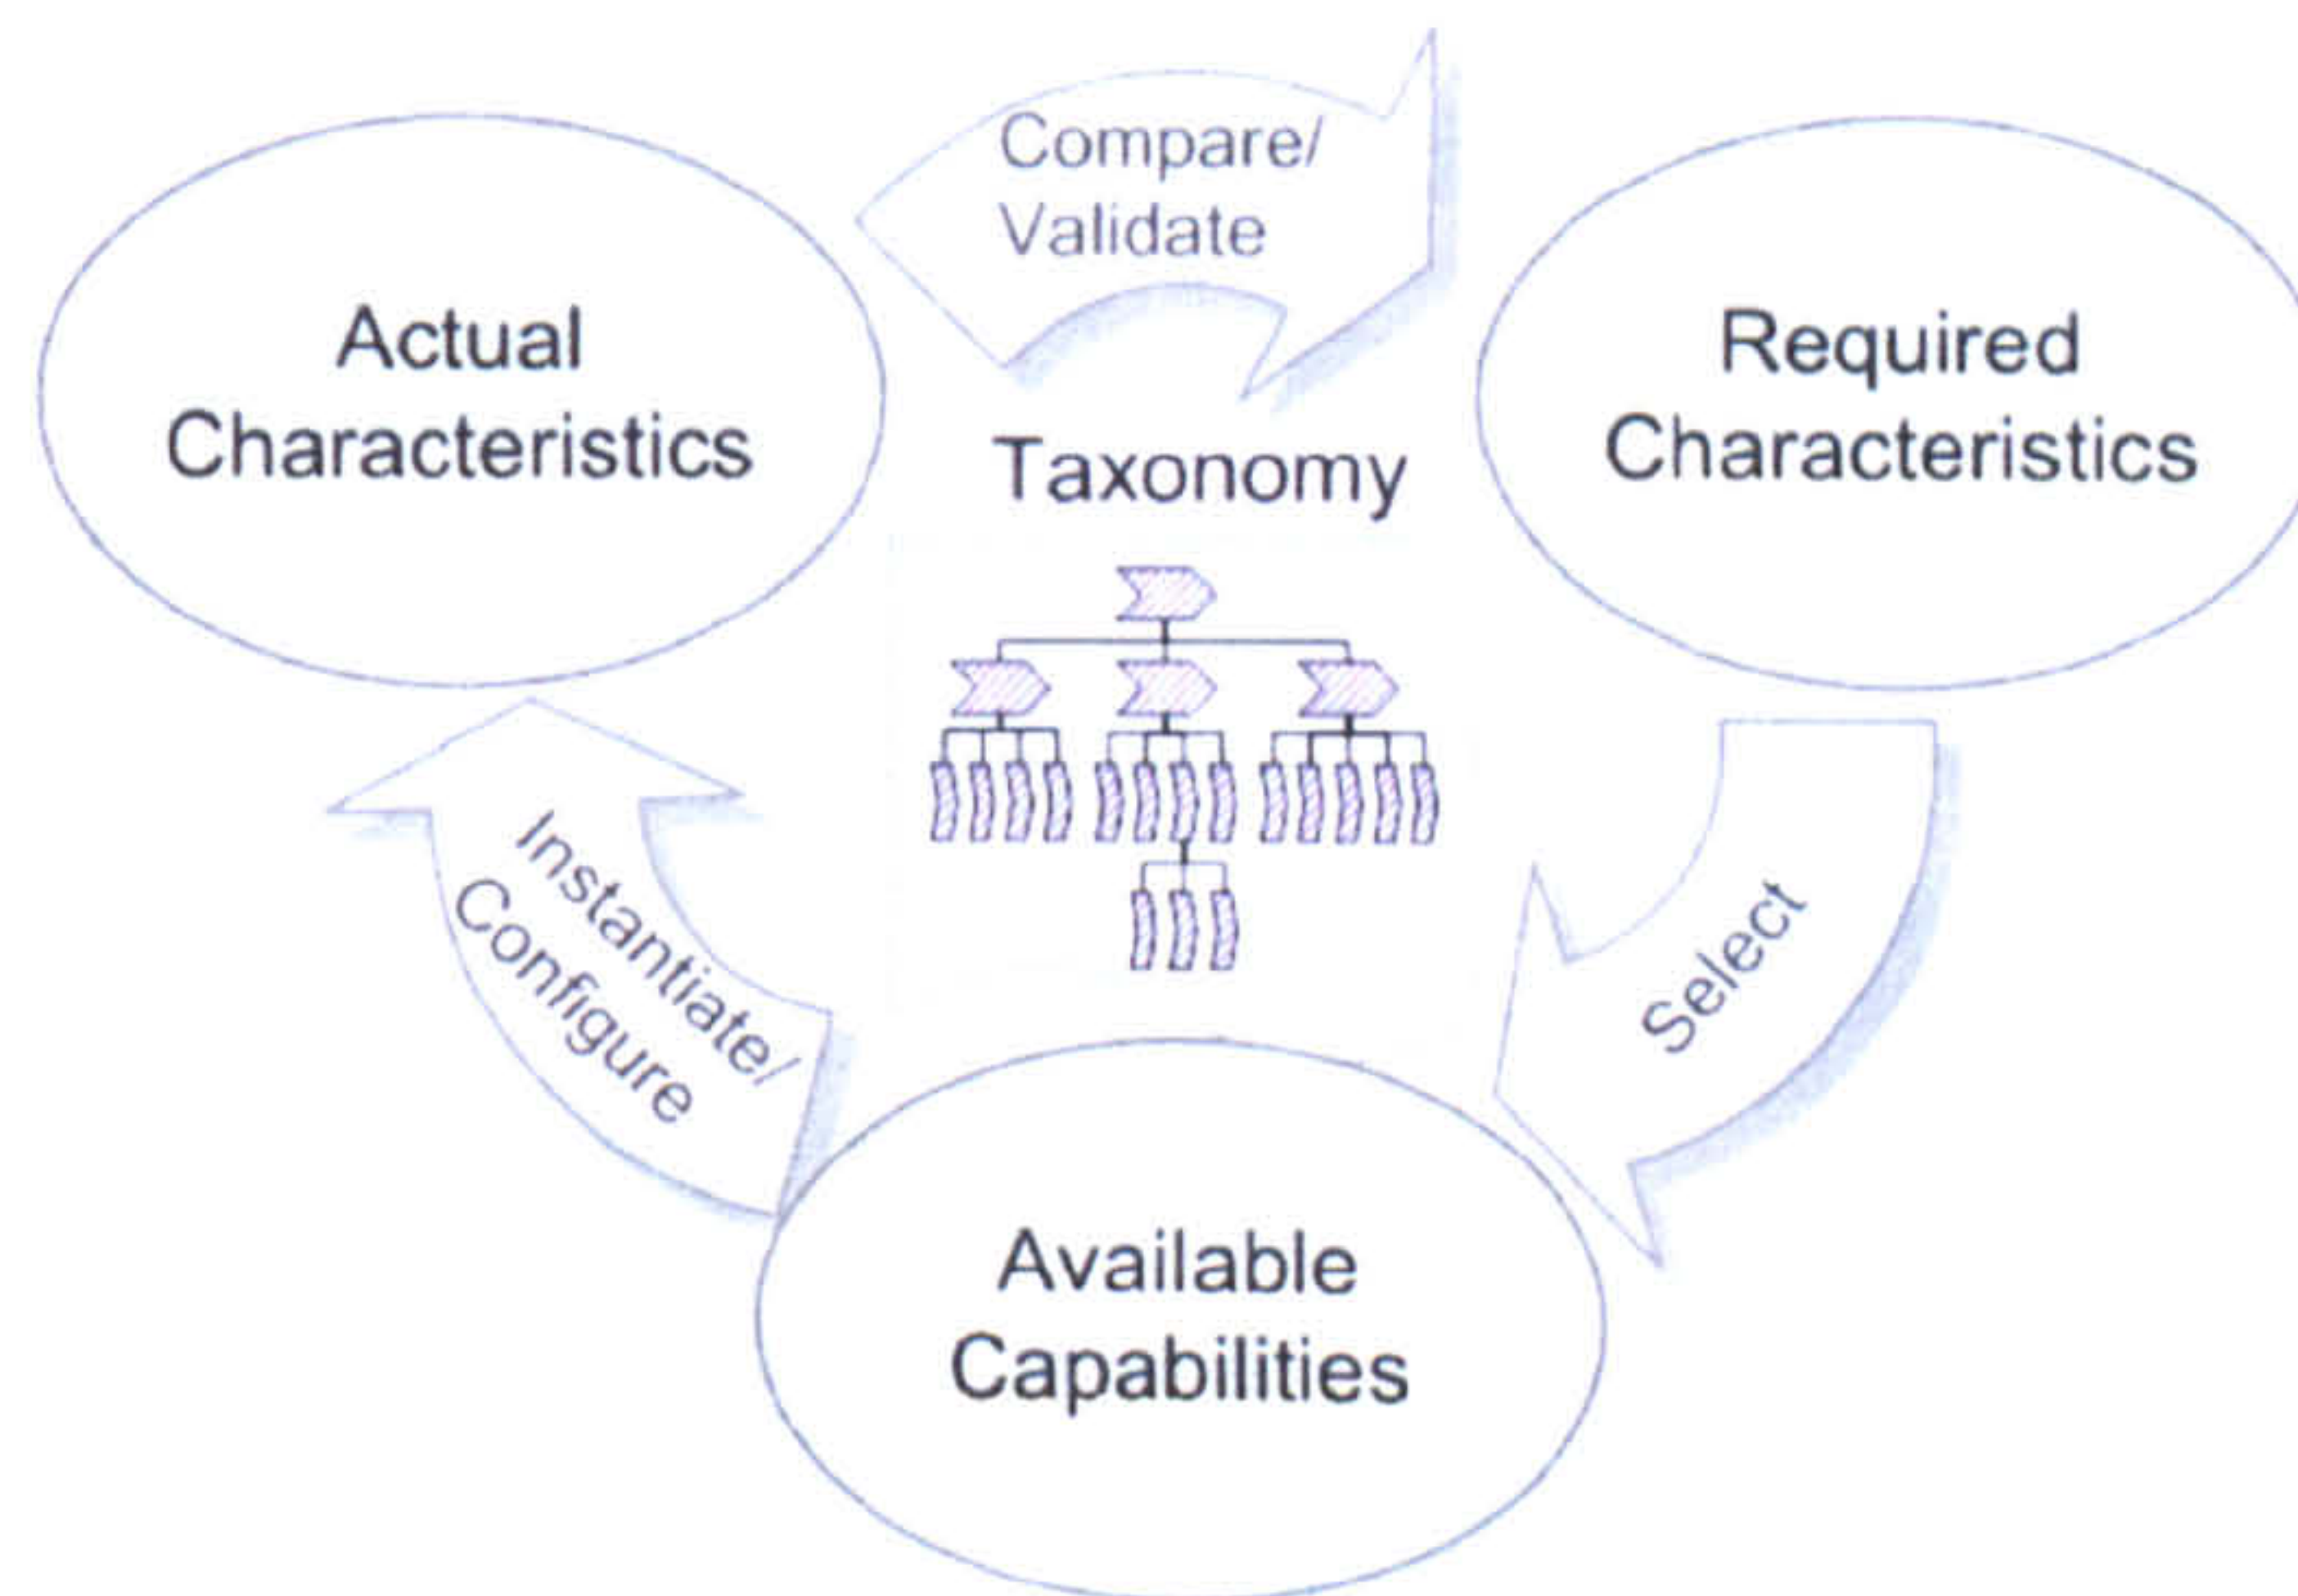 Compare/
Validate
Actual
Characteristics
Required
Characteristics
Taxonomy
Instantiate/
Configure
Select
Available
Capabilities